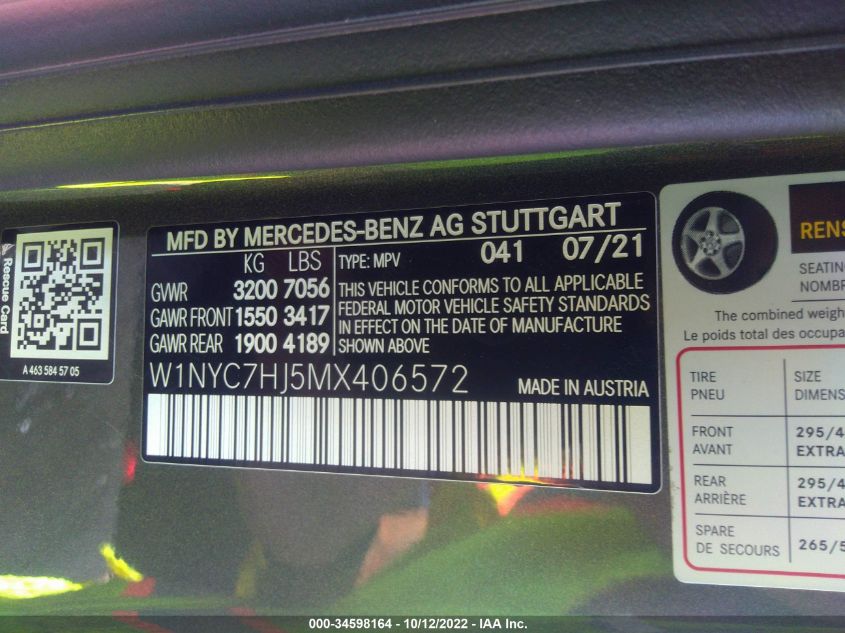 Rescue Card
A 463 584 57 05
MFD BY MERCEDES-BENZ AG STUTTGART
KG LBS TYPE: MPV 041 07/21
GVWR 3200 7056
GAWR FRONT 1550 3417
GAWR REAR 1900 4189
THIS VEHICLE CONFORMS TO ALL APPLICABLE
FEDERAL MOTOR VEHICLE SAFETY STANDARDS
IN EFFECT ON THE DATE OF MANUFACTURE
SHOWN ABOVE
W1NYC7HJ5MX406572 MADE IN AUSTRIA
RENS
SEATING
NOMBR
The combined weigh
Le poids total des occupa
TIRE SIZE
PNEU DIMENS
FRONT 295/4
AVANT EXTRA
REAR 295/4
ARRIÈRE EXTRA
SPARE
DE SECOURS 265/5
000-34598164 - 10/12/2022 - IAA Inc.